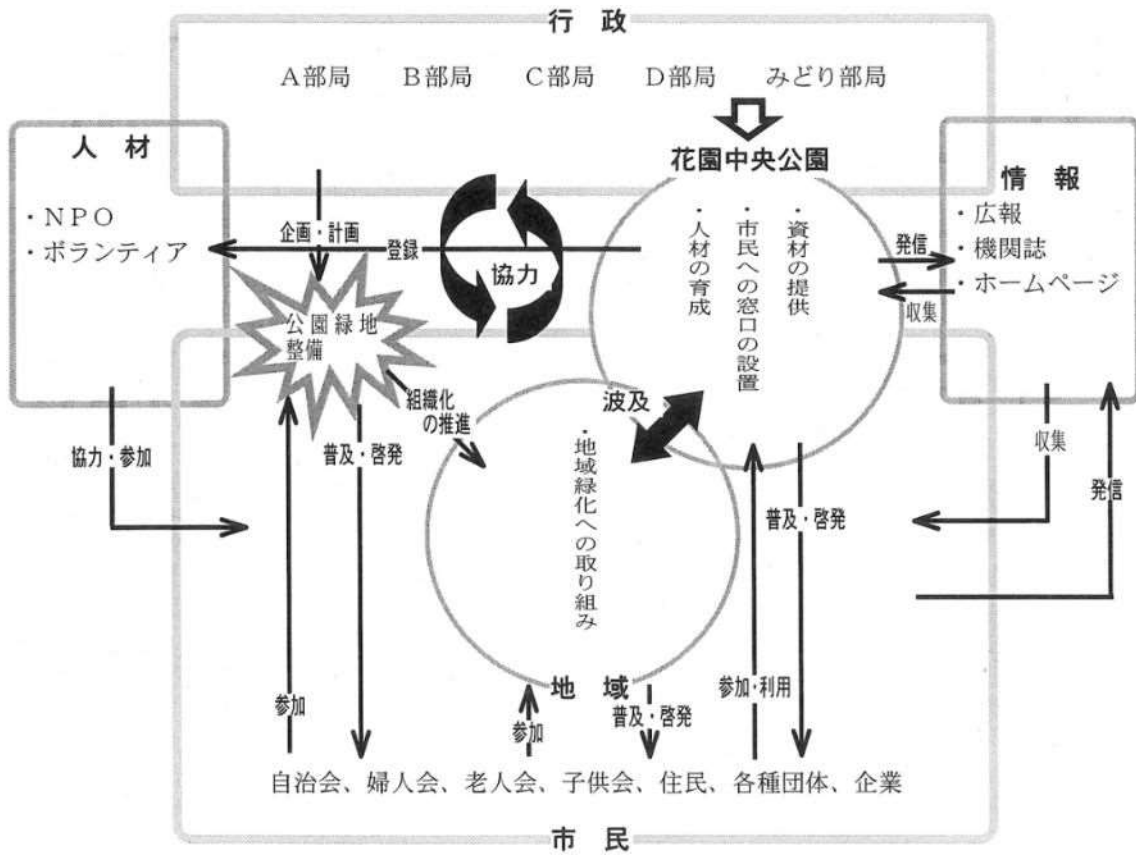 行 政
A部局 B部局 C部局 D部局 みどり部局
人 材
・NPO
・ボランティア
花園中央公園
・資材の提供
・市民への窓口の設置
・人材の育成
情 報
・広報
・機関誌
・ホームページ
企画・計画
登録
協力
発信
収集
公園緑地
整備
組織化
の推進
波及
協力・参加
普及・啓発
・地域緑化への取り組み
普及・啓発
収集
発信
参加
地 域
参加
普及・啓発
参加・利用
自治会、婦人会、老人会、子供会、住民、各種団体、企業
市 民